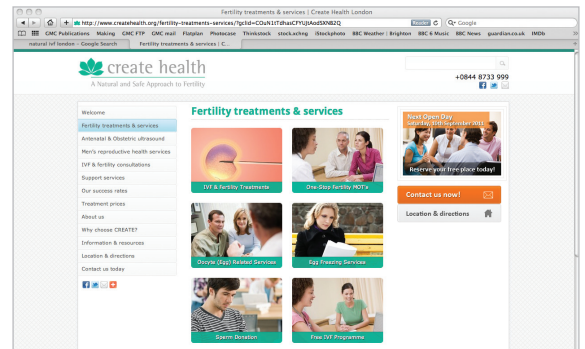 Fertility treatments & services | Create Health London
http://www.createhealth.org/fertility-treatments-services/?gclid=COuN1tTdhasCFYUJtAodSXNB2Q
Reader
Google
GMC Publications Making GMC FTP GMC mail Flatplan Photocase Thinkstock stock.xchng iStockphoto BBC Weather | Brighton BBC 6 Music BBC News guardian.co.uk IMDb
natural ivf london – Google Search
Fertility treatments & services | C...
create health
A Natural and Safe Approach to Fertility
+0844 8733 999
Welcome
Fertility treatments & services
Antenatal & Obstetric ultrasound
Men's reproductive health services
IVF & fertility consultations
Support services
Our success rates
Treatment prices
About us
Why choose CREATE?
Information & resources
Location & directions
Contact us today
Fertility treatments & services
IVF & Fertility Treatments
One-Stop fertility MOT's
Oocyte (Egg) Related Services
Egg Freezing Services
Sperm Donation
Free IVF Programme
Next Open Day
Saturday, 10th September 2011
Reserve your free place today!
Contact us now!
Location & directions